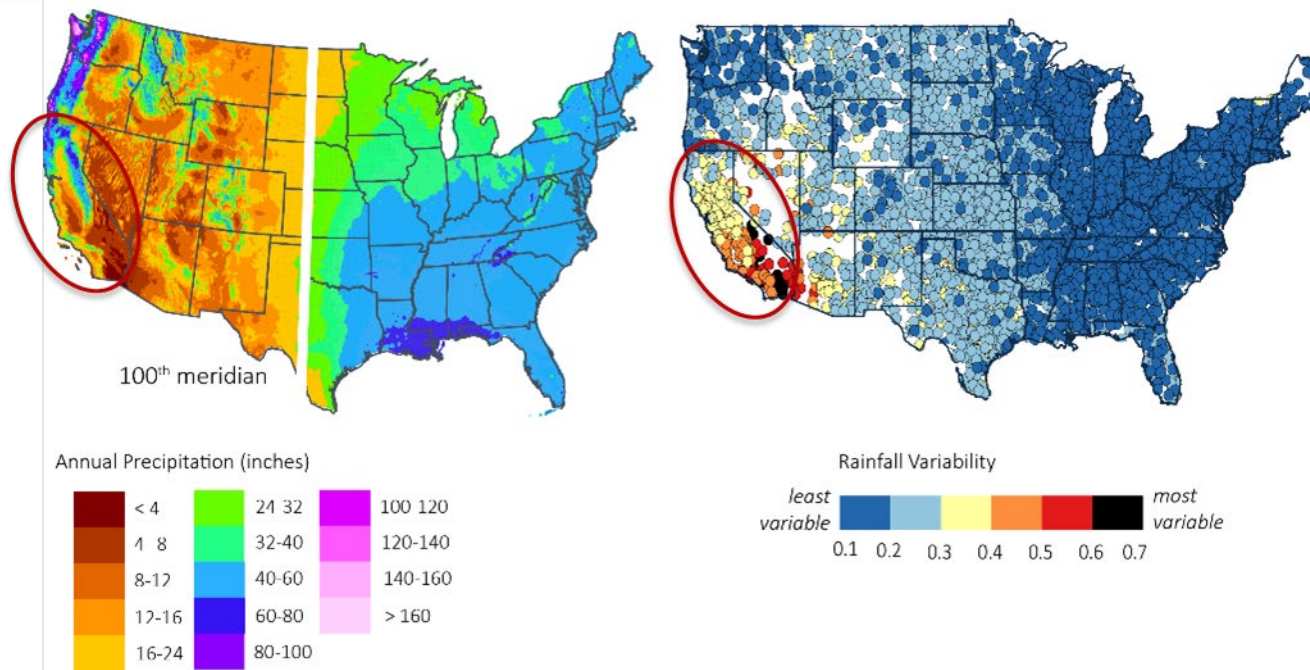 100th meridian
Annual Precipitation (inches)
< 4
4 8
8-12
12-16
16-24
24-32
32-40
40-60
60-80
80-100
100-120
120-140
140-160
> 160
Rainfall Variability
least variable
most variable
0.1 0.2 0.3 0.4 0.5 0.6 0.7